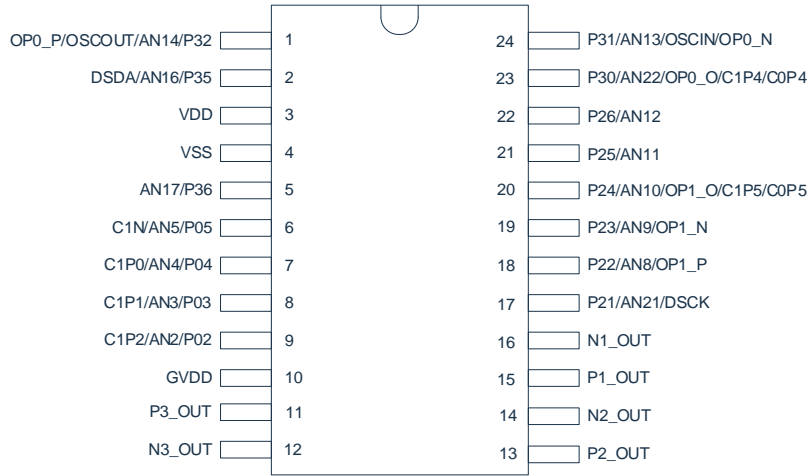 OP0_P/OSCOUT/AN14/P32 1 24 P31/AN13/OSCIN/OP0_N
DSDA/AN16/P35 2 23 P30/AN22/OP0_O/C1P4/C0P4
VDD 3 22 P26/AN12
VSS 4 21 P25/AN11
AN17/P36 5 20 P24/AN10/OP1_O/C1P5/C0P5
C1N/AN5/P05 6 19 P23/AN9/OP1_N
C1P0/AN4/P04 7 18 P22/AN8/OP1_P
C1P1/AN3/P03 8 17 P21/AN21/DSCK
C1P2/AN2/P02 9 16 N1_OUT
GVDD 10 15 P1_OUT
P3_OUT 11 14 N2_OUT
N3_OUT 12 13 P2_OUT